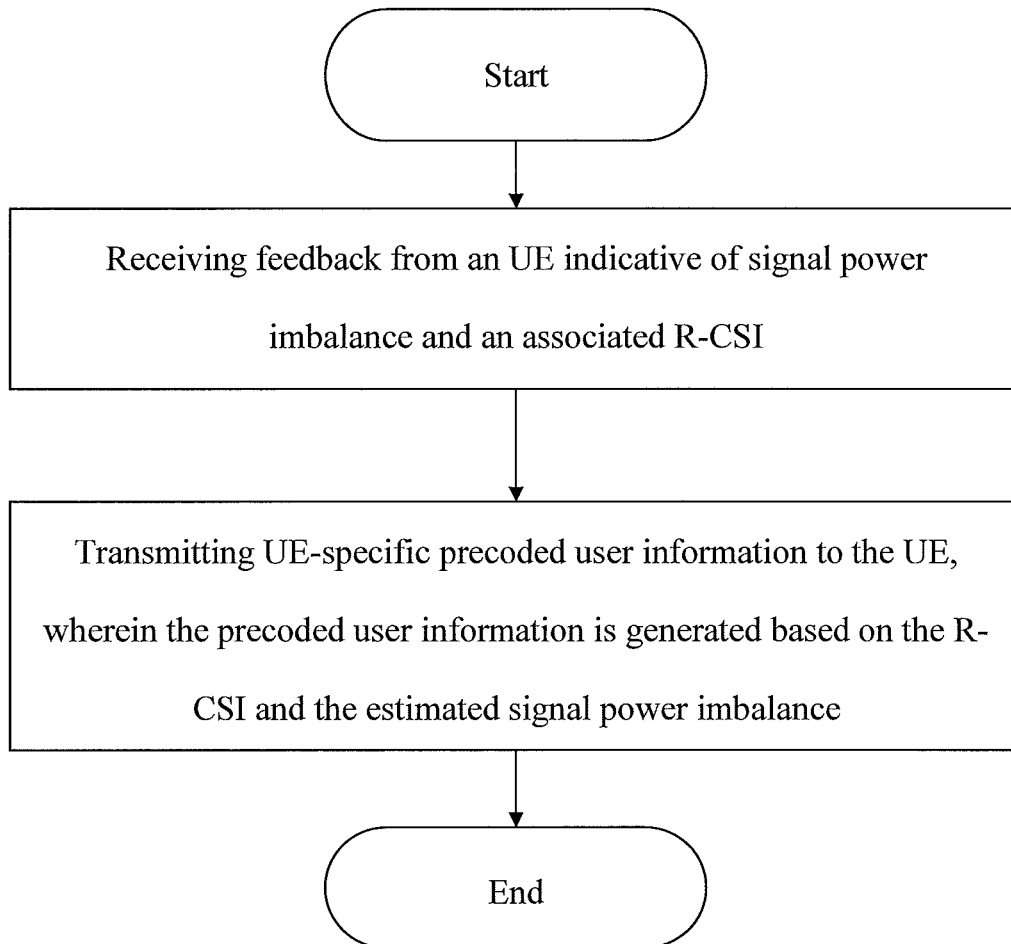 Start
Receiving feedback from an UE indicative of signal power
imbalance and an associated R-CSI
Transmitting UE-specific precoded user information to the UE,
wherein the precoded user information is generated based on the R-
CSI and the estimated signal power imbalance
End